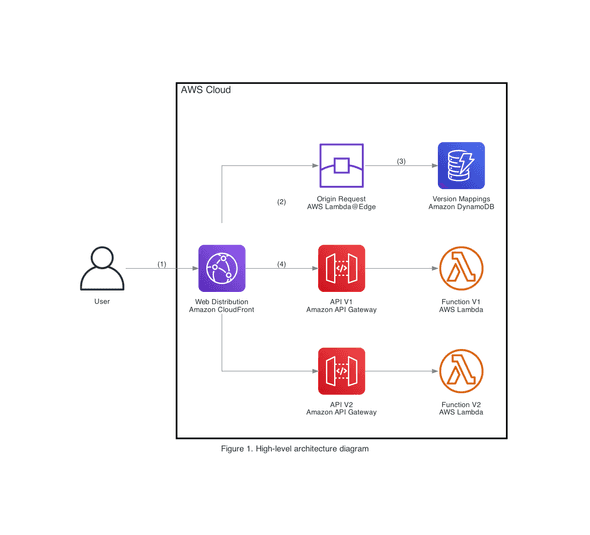 AWS Cloud
(3)
Origin Request
AWS Lambda@Edge
Version Mappings
Amazon DynamoDB
(2)
(1)
(4)
User
Web Distribution
Amazon CloudFront
API V1
Amazon API Gateway
Function V1
AWS Lambda
API V2
Amazon API Gateway
Function V2
AWS Lambda
Figure 1. High-level architecture diagram